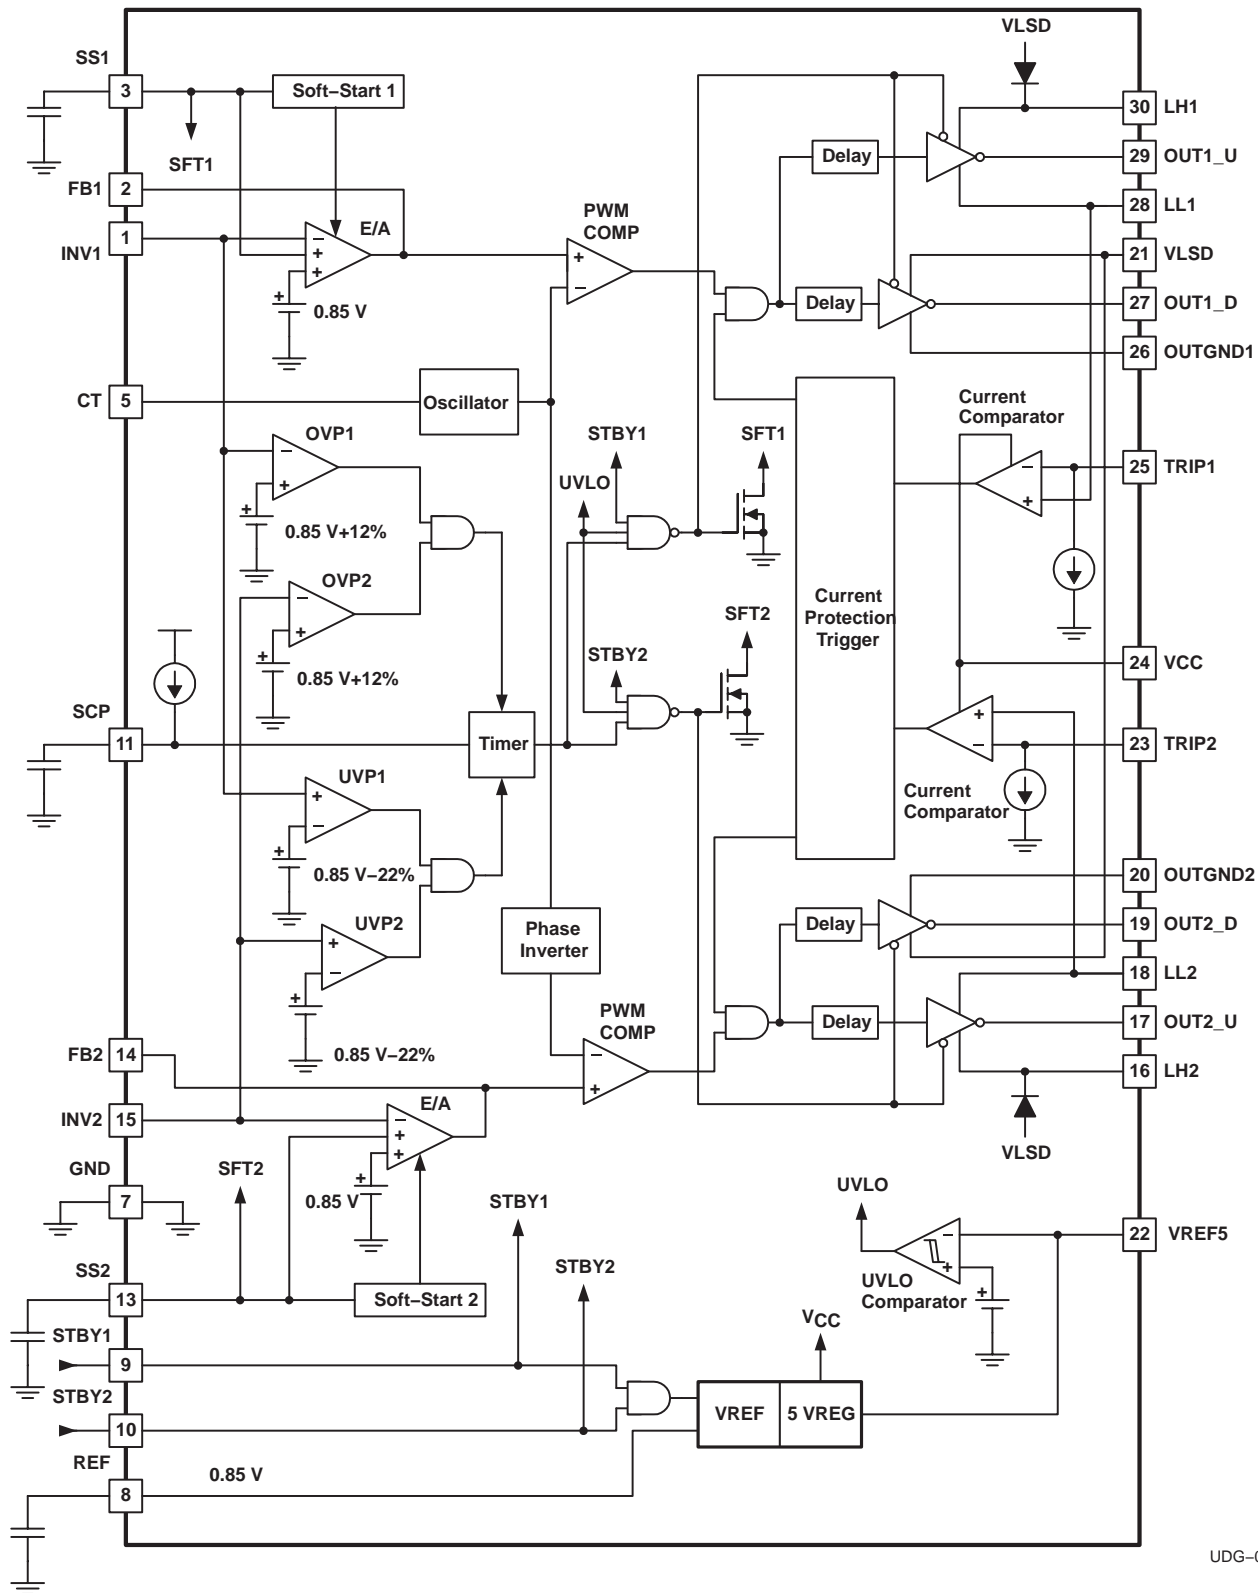 VLSD
SS1
3
Soft–Start 1
30
LH1
SFT1
Delay
29
OUT1_U
FB1
2
28
LL1
PWM
COMP
1
INV1
E/A
–
+
+
+
0.85 V
+
–
21
VLSD
Delay
27
OUT1_D
26
OUTGND1
CT
5
Oscillator
Current
Comparator
OVP1
–
+
+
0.85 V+12%
STBY1
SFT1
UVLO
–
+
25
TRIP1
OVP2
–
+
+
0.85 V+12%
Current
Protection
Trigger
SFT2
STBY2
24
VCC
SCP
11
Timer
+
–
23
TRIP2
Current
Comparator
UVP1
+
–
+
0.85 V–22%
20
OUTGND2
UVP2
+
–
+
0.85 V–22%
Phase
Inverter
Delay
19
OUT2_D
18
LL2
PWM
COMP
–
+
Delay
17
OUT2_U
FB2
14
16
LH2
E/A
–
+
+
+
0.85 V
INV2
15
VLSD
GND
7
SFT2
STBY1
UVLO
–
+
+
UVLO
Comparator
22
VREF5
SS2
13
Soft–Start 2
STBY2
STBY1
9
VCC
STBY2
10
VREF
5 VREG
REF
8
0.85 V
UDG–0